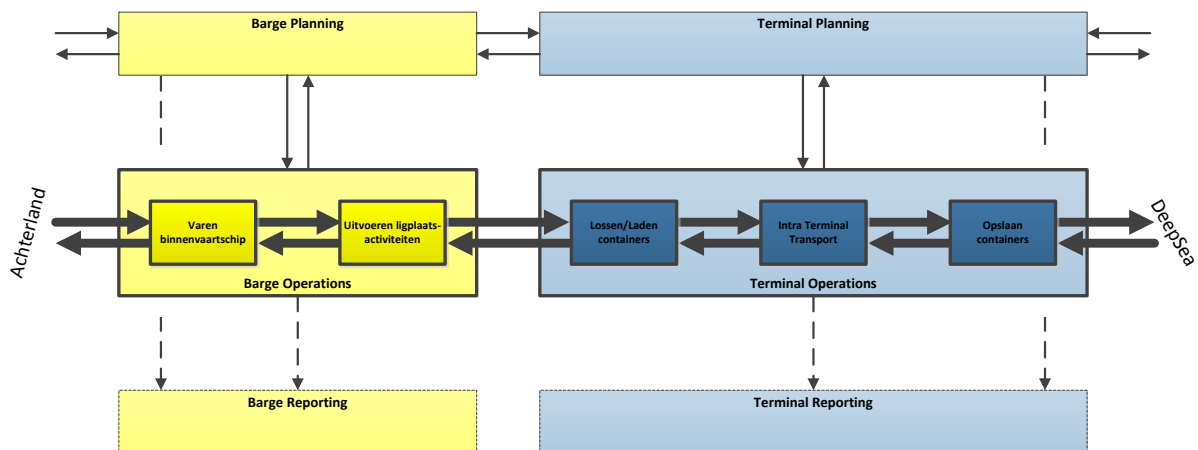 Barge Planning
Terminal Planning
Achterland
Varen
binnenvaartschip
Uitvoeren ligplaats-
activiteiten
Lossen/Laden
containers
Intra Terminal
Transport
Opslaan
containers
DeepSea
Barge Operations
Terminal Operations
Barge Reporting
Terminal Reporting